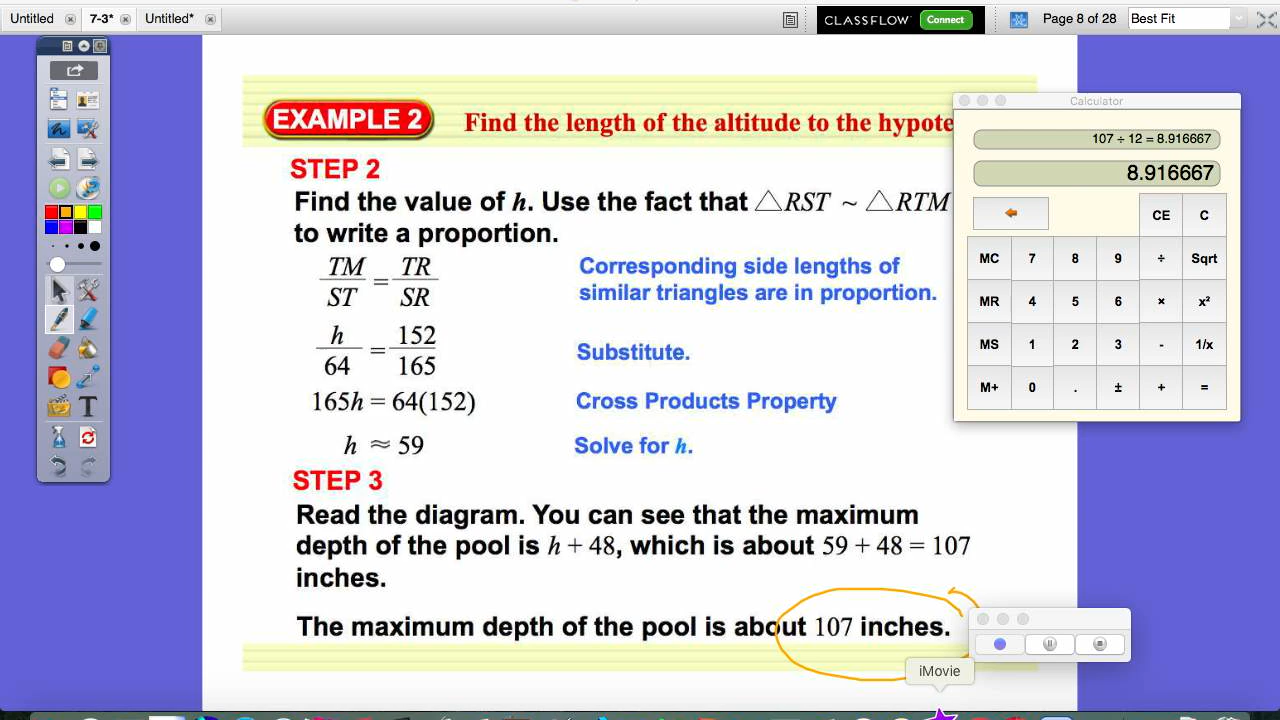 Untitled 7-3* Untitled* CLASSFLOW Connect Page 8 of 28 Best Fit
EXAMPLE 2 Find the length of the altitude to the hypote
STEP 2
Find the value of h. Use the fact that △RST ~ △RTM
to write a proportion.
TM/ST = TR/SR Corresponding side lengths of
similar triangles are in proportion.
h/64 = 152/165 Substitute.
165h = 64(152) Cross Products Property
h ≈ 59 Solve for h.
STEP 3
Read the diagram. You can see that the maximum
depth of the pool is h + 48, which is about 59 + 48 = 107
inches.
The maximum depth of the pool is about 107 inches.
Calculator
107 ÷ 12 = 8.916667
8.916667
CE C
MC 7 8 9 ÷ Sqrt
MR 4 5 6 × x²
MS 1 2 3 - 1/x
M+ 0 . ± + =
T
iMovie